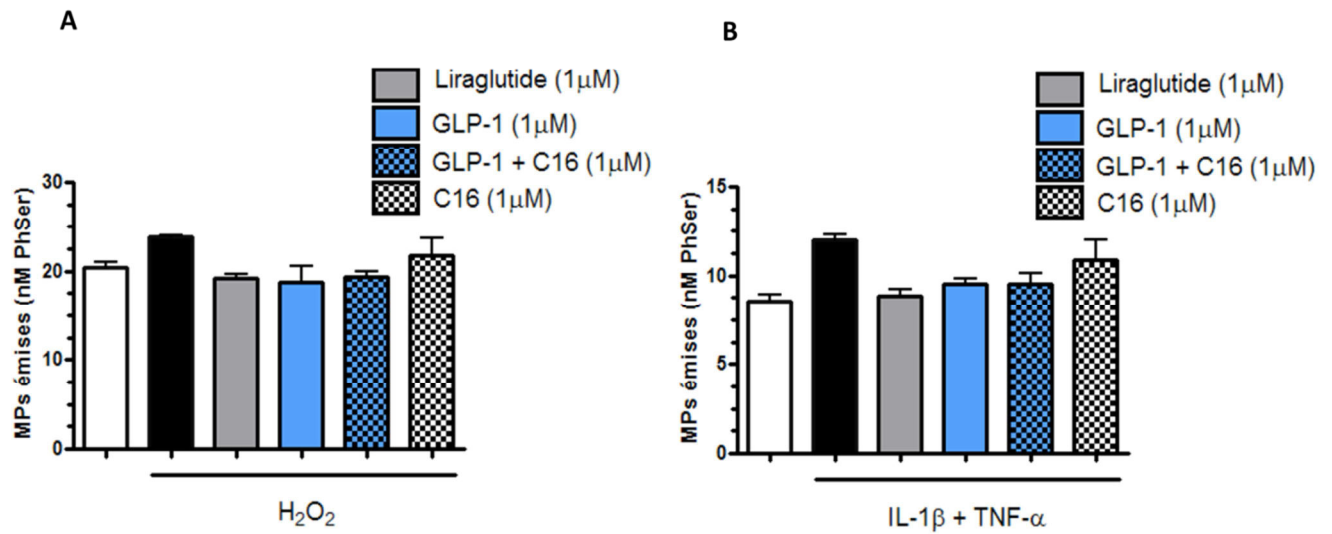 A
Liraglutide (1μM)
GLP-1 (1μM)
GLP-1 + C16 (1μM)
C16 (1μM)
MPs émises (nM PhSer)
30
20
10
0
H₂O₂
B
Liraglutide (1μM)
GLP-1 (1μM)
GLP-1 + C16 (1μM)
C16 (1μM)
MPs émises (nM PhSer)
15
10
5
0
IL-1β + TNF-α